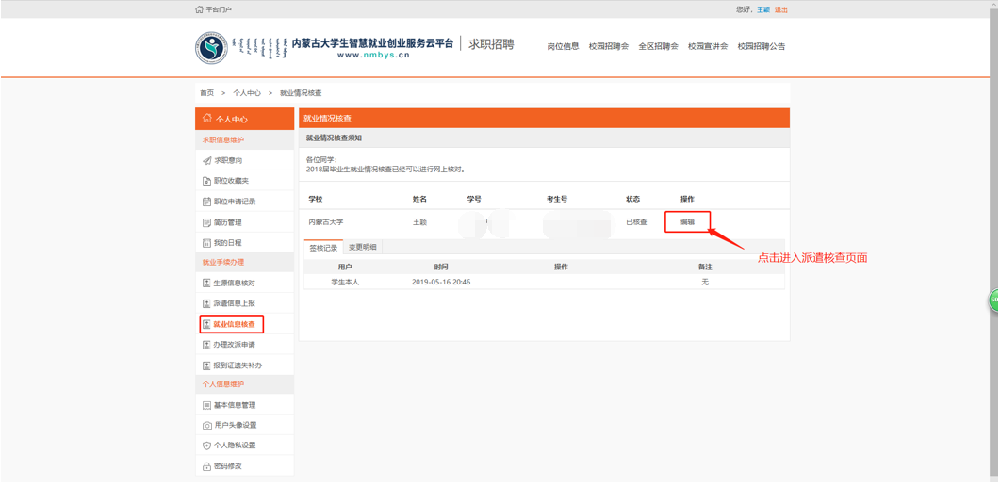 平台门户
您好, 王颖 退出
内蒙古大学生智慧就业创业服务云平台
www.nmbys.cn
求职招聘
岗位信息 校园招聘会 全区招聘会 校园宣讲会 校园招聘公告
首页 > 个人中心 > 就业情况核查
个人中心
求职信息维护
求职意向
职位收藏夹
职位申请记录
简历管理
我的日程
就业手续办理
生源信息核对
派遣信息上报
就业信息核查
办理改派申请
报到证遗失补办
个人信息维护
基本信息管理
用户头像设置
个人隐私设置
密码修改
就业情况核查
就业情况核查须知
各位同学:
2018届毕业生就业情况核查已经可以进行网上核对。
学校 姓名 学号 考生号 状态 操作
内蒙古大学 王颖 已核查 编辑
点击进入派遣核查页面
签核记录 变更明细
用户 时间 操作 备注
学生本人 2019-05-16 20:46 无